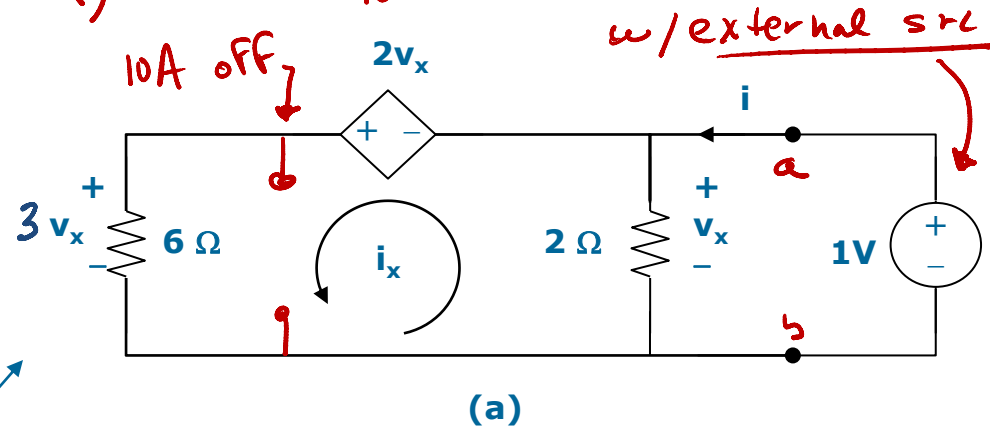 w/external src
10A off
2vₓ
i
a
+ −
+
3 vₓ
−
6 Ω
iₓ
2 Ω
+
vₓ
−
1V
+
−
b
(a)